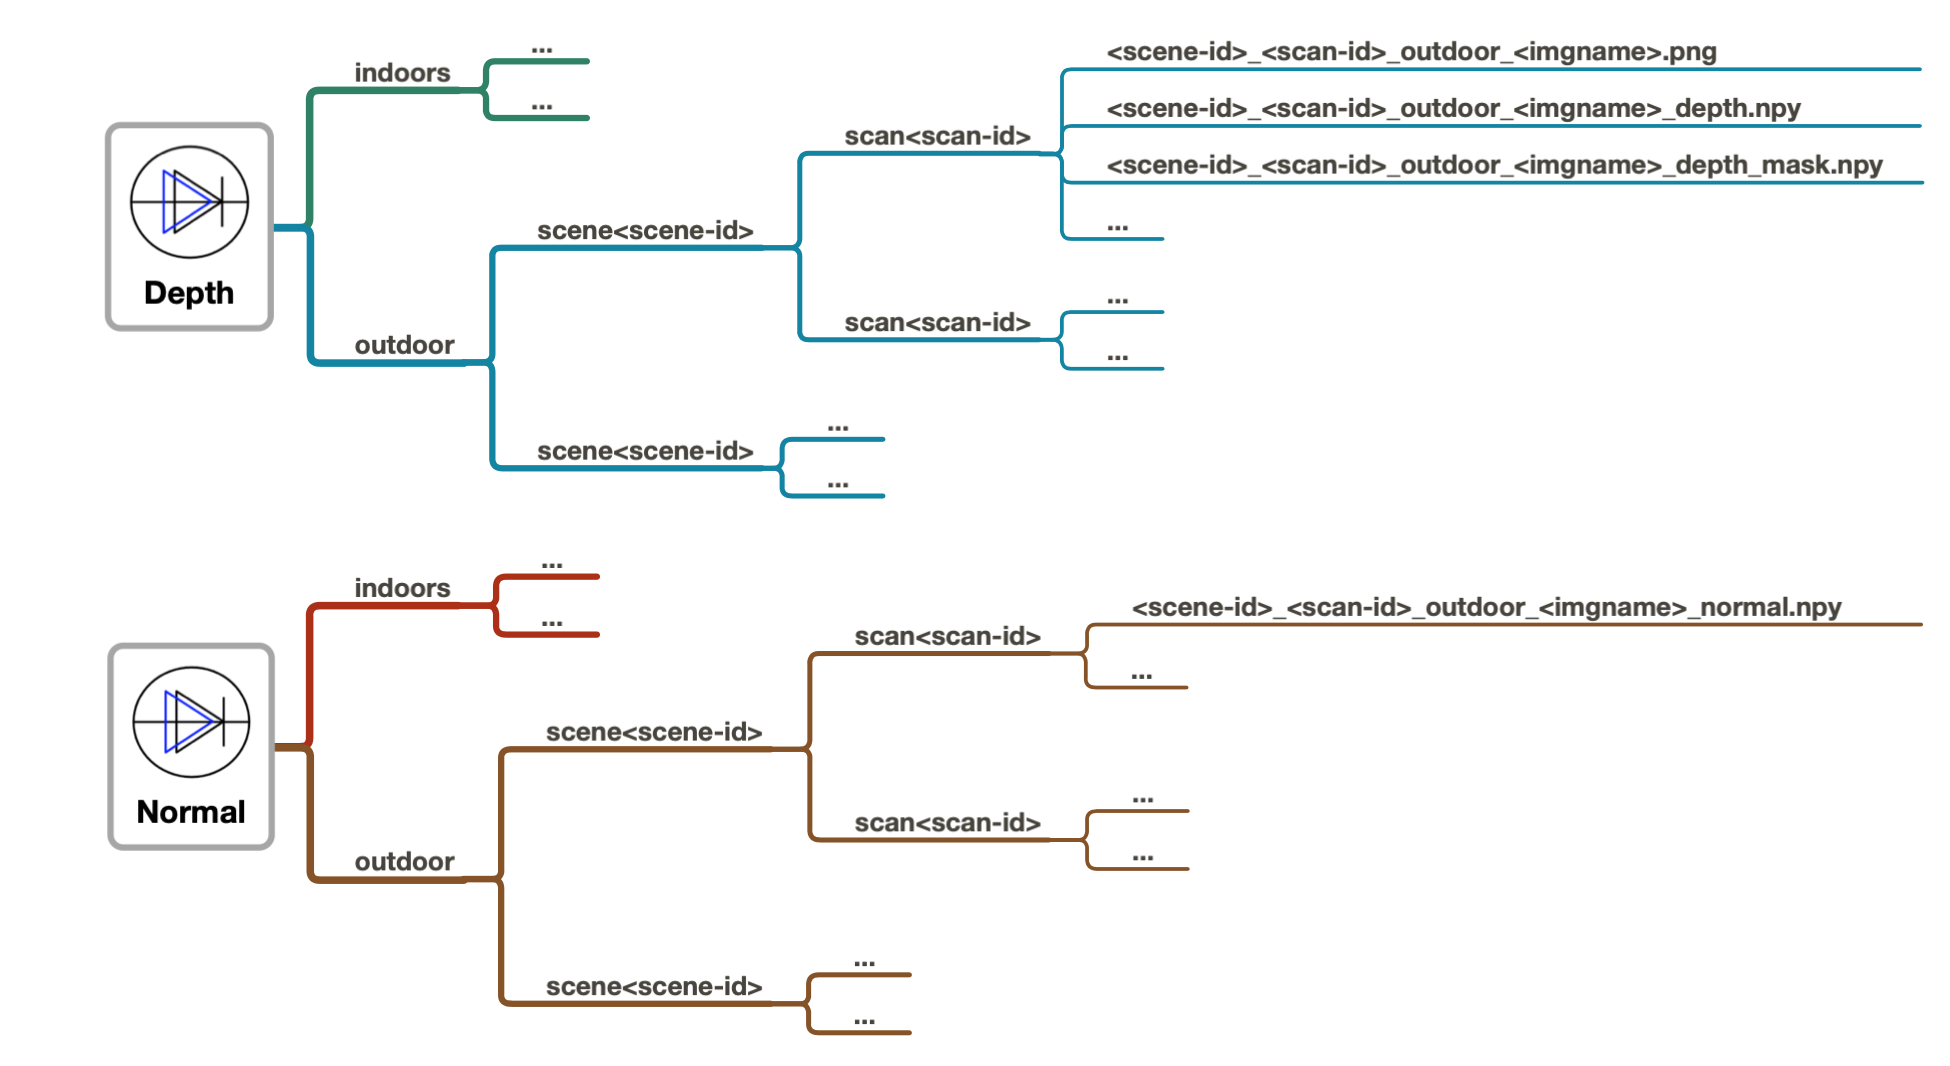 ...
indoors
...
<scene-id>_<scan-id>_outdoor_<imgname>.png
<scene-id>_<scan-id>_outdoor_<imgname>_depth.npy
scan<scan-id>
<scene-id>_<scan-id>_outdoor_<imgname>_depth_mask.npy
...
scene<scene-id>
Depth
...
scan<scan-id>
...
outdoor
...
scene<scene-id>
...
...
indoors
...
<scene-id>_<scan-id>_outdoor_<imgname>_normal.npy
scan<scan-id>
...
scene<scene-id>
Normal
...
scan<scan-id>
...
outdoor
...
scene<scene-id>
...